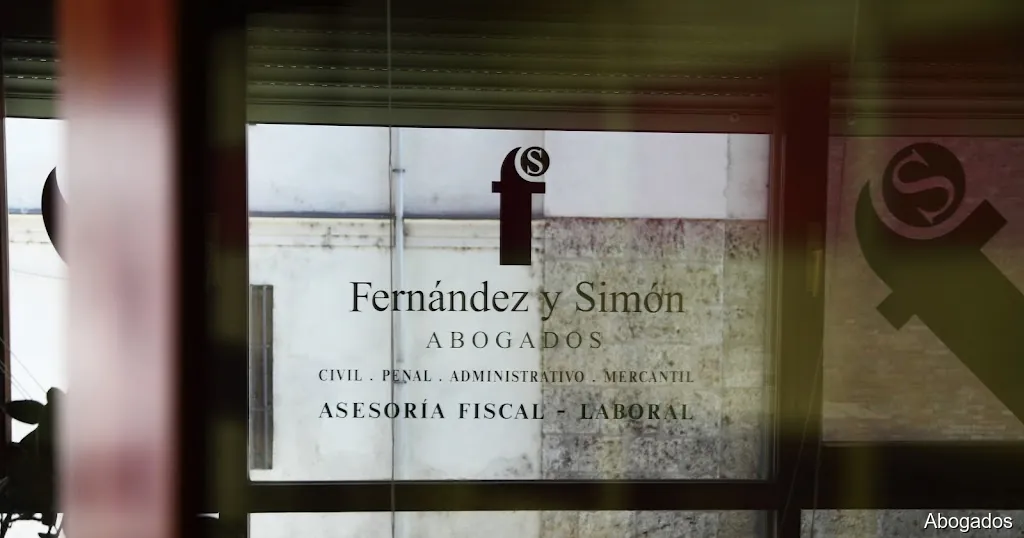 fS
Fernández y Simón
ABOGADOS
CIVIL . PENAL . ADMINISTRATIVO . MERCANTIL
ASESORÍA FISCAL - LABORAL
S
Abogados